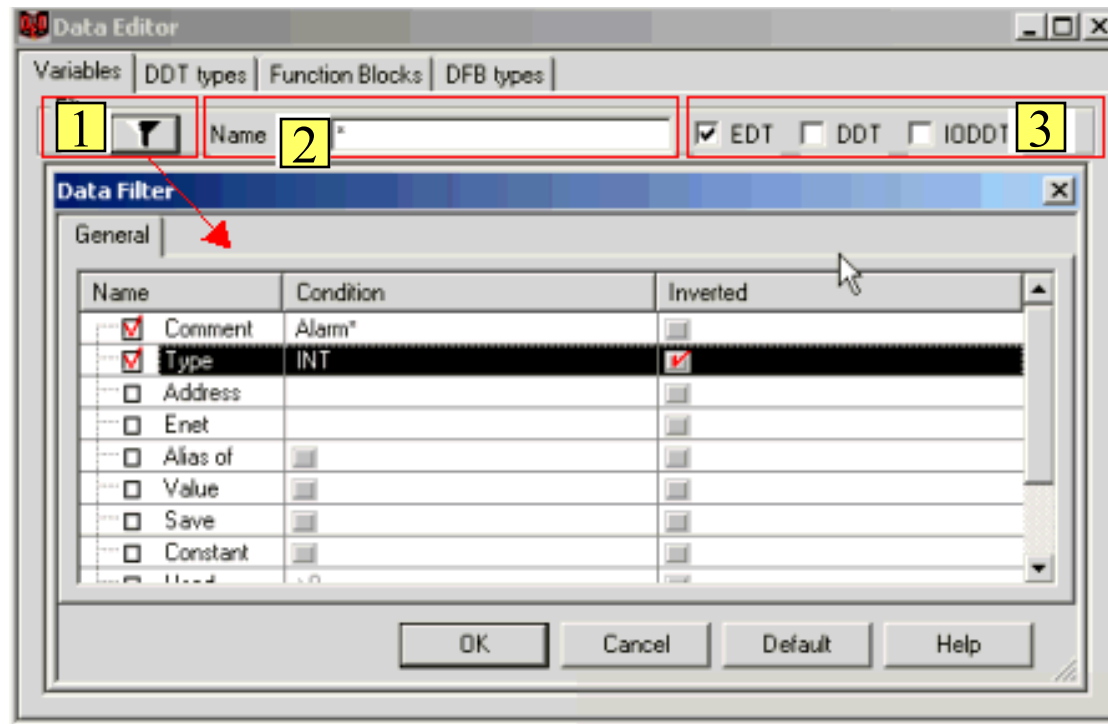 Data Editor
Variables DDT types Function Blocks DFB types
1 Name 2 * EDT DDT IODDT 3
Data Filter
General
Name Condition Inverted
Comment Alarm*
Type INT
Address
Enet
Alias of
Value
Save
Constant
OK Cancel Default Help